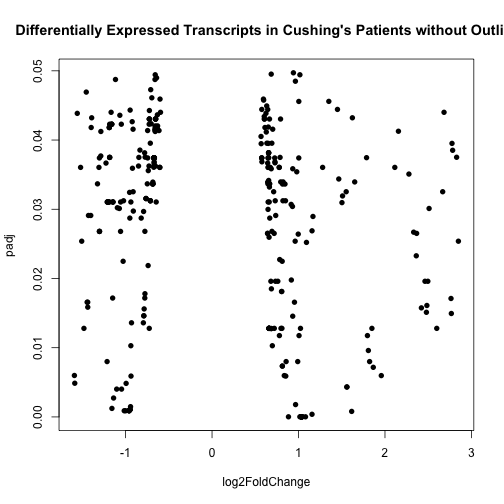 Differentially Expressed Transcripts in Cushing's Patients without Outli
0.05
0.04
0.03
0.02
0.01
0.00
padj
-1 0 1 2 3
log2FoldChange